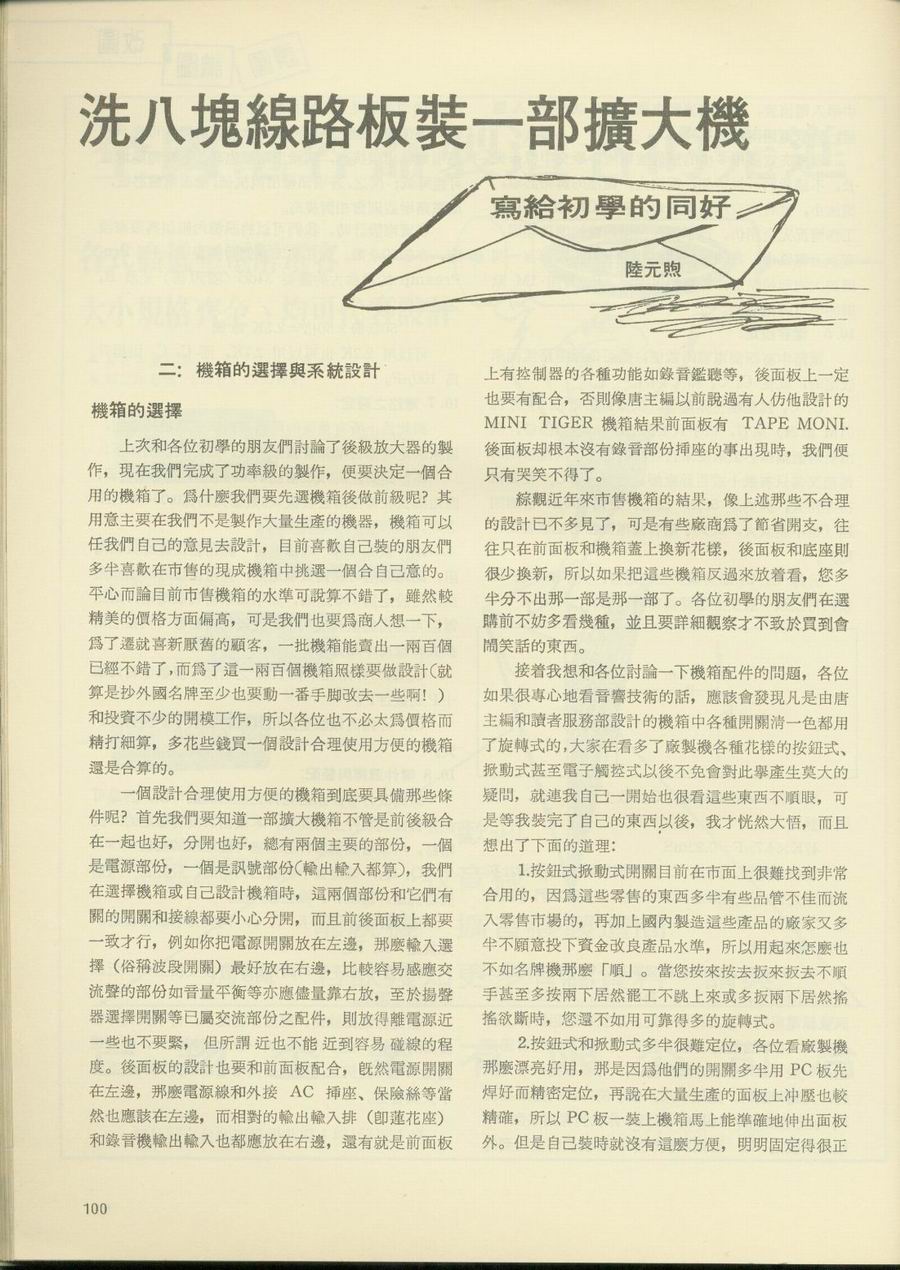 洗八塊線路板裝一部擴大機
寫給初學的同好
陸元煦
二：機箱的選擇與系統設計
機箱的選擇
上次和各位初學的朋友們討論了後級放大器的製
作，現在我們完成了功率級的製作，便要決定一個合
用的機箱了。爲什麼我們要先選機箱後做前級呢？其
用意主要在我們不是製作大量生產的機器，機箱可以
任我們自己的意見去設計，目前喜歡自己裝的朋友們
多半喜歡在市售的現成機箱中挑選一個合自己意的。
平心而論目前市售機箱的水準可說算不錯了，雖然較
精美的價格方面偏高，可是我們也要爲商人想一下，
爲了遷就喜新厭舊的顧客，一批機箱能賣出一兩百個
已經不錯了，而爲了這一兩百個機箱照樣要做設計（就
算是抄外國名牌至少也要動一番手脚改去一些啊！）
和投資不少的開模工作，所以各位也不必太爲價格而
精打細算，多花些錢買一個設計合理使用方便的機箱
還是合算的。
一個設計合理使用方便的機箱到底要具備那些條
件呢？首先我們要知道一部擴大機箱不管是前後級合
在一起也好，分開也好，總有兩個主要的部份，一個
是電源部份，一個是訊號部份（輸出輸入都算），我們
在選擇機箱或自己設計機箱時，這兩個部份和它們有
關的開關和接線都要小心分開，而且前後面板上都要
一致才行，例如你把電源開關放在左邊，那麼輸入選
擇（俗稱波段開關）最好放在右邊，比較容易感應交
流聲的部份如音量平衡等亦應儘量靠右放，至於揚聲
器選擇開關等已屬交流部份之配件，則放得離電源近
一些也不要緊，但所謂近也不能近到容易碰線的程
度。後面板的設計也要和前面板配合，旣然電源開關
在左邊，那麼電源線和外接 AC 插座、保險絲等當
然也應該在左邊，而相對的輸出輸入排（卽蓮花座）
和錄音機輸出輸入也都應放在右邊，還有就是前面板
上有控制器的各種功能如錄音鑑聽等，後面板上一定
也要有配合，否則像唐主編以前說過有人仿他設計的
MINI TIGER 機箱結果前面板有 TAPE MONI.
後面板却根本沒有錄音部份挿座的事出現時，我們便
只有哭笑不得了。
綜觀近年來市售機箱的結果，像上述那些不合理
的設計已不多見了，可是有些廠商爲了節省開支，往
往只在前面板和機箱蓋上換新花樣，後面板和底座則
很少換新，所以如果把這些機箱反過來放着看，您多
半分不出那一部是那一部了。各位初學的朋友們在選
購前不妨多看幾種，並且要詳細觀察才不致於買到會
鬧笑話的東西。
接着我想和各位討論一下機箱配件的問題，各位
如果很專心地看音響技術的話，應該會發現凡是由唐
主編和讀者服務部設計的機箱中各種開關清一色都用
了旋轉式的，大家在看多了廠製機各種花樣的按鈕式、
掀動式甚至電子觸控式以後不免會對此舉產生莫大的
疑問，就連我自己一開始也很看這些東西不順眼，可
是等我裝完了自己的東西以後，我才恍然大悟，而且
想出了下面的道理：
1.按鈕式掀動式開關目前在市面上很難找到非常
合用的，因爲這些零售的東西多半有些品管不佳而流
入零售市場的，再加上國內製造這些產品的廠家又多
半不願意投下資金改良產品水準，所以用起來怎麼也
不如名牌機那麼「順」。當您按來按去扳來扳去不順
手甚至多按兩下居然罷工不跳上來或多扳兩下居然搖
搖欲斷時，您還不如用可靠得多的旋轉式。
2.按鈕式和掀動式多半很難定位，各位看廠製機
那麼漂亮好用，那是因爲他們的開關多半用 PC 板先
焊好而精密定位，再說在大量生產的面板上冲壓也較
精確，所以 PC 板一裝上機箱馬上能準確地伸出面板
外。但是自己裝時就沒有這麼方便，明明固定得很正
100